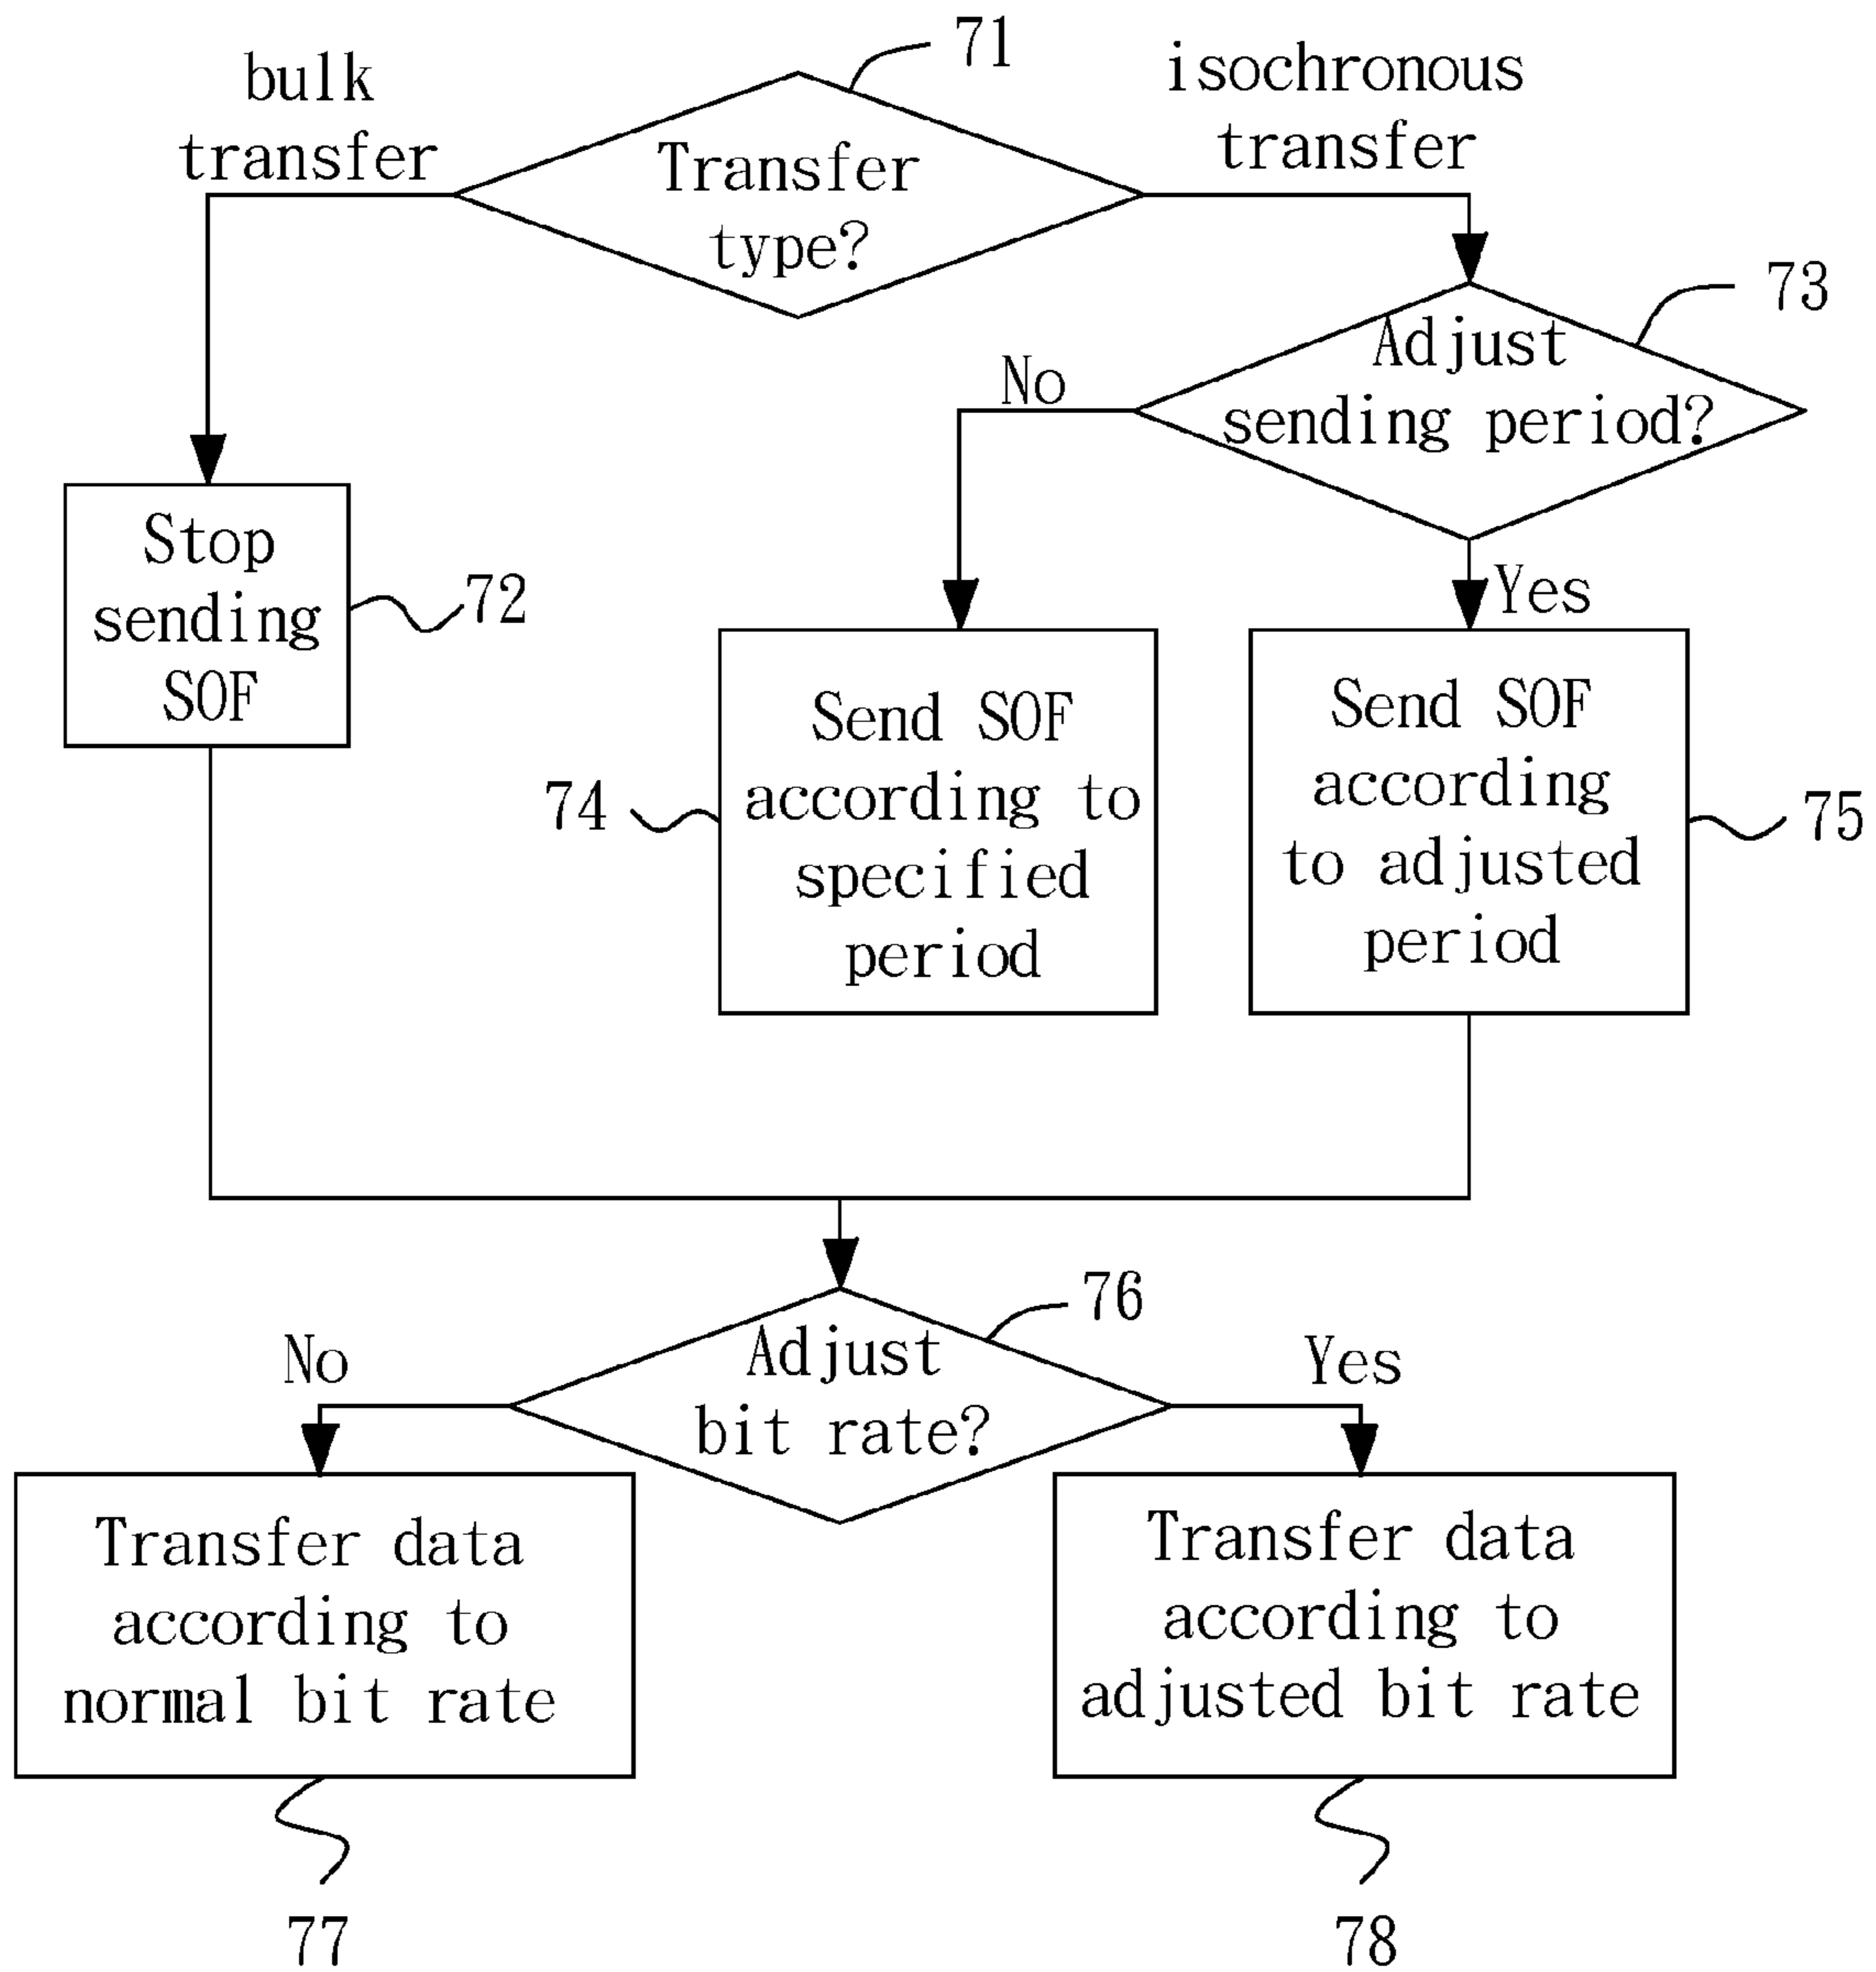 71
bulk
transfer
isochronous
transfer
Transfer
type?
73
Adjust
sending period?
No
Yes
Stop
sending
SOF
72
Send SOF
according to
specified
period
74
Send SOF
according
to adjusted
period
75
76
Adjust
bit rate?
No
Yes
Transfer data
according to
normal bit rate
Transfer data
according to
adjusted bit rate
77
78